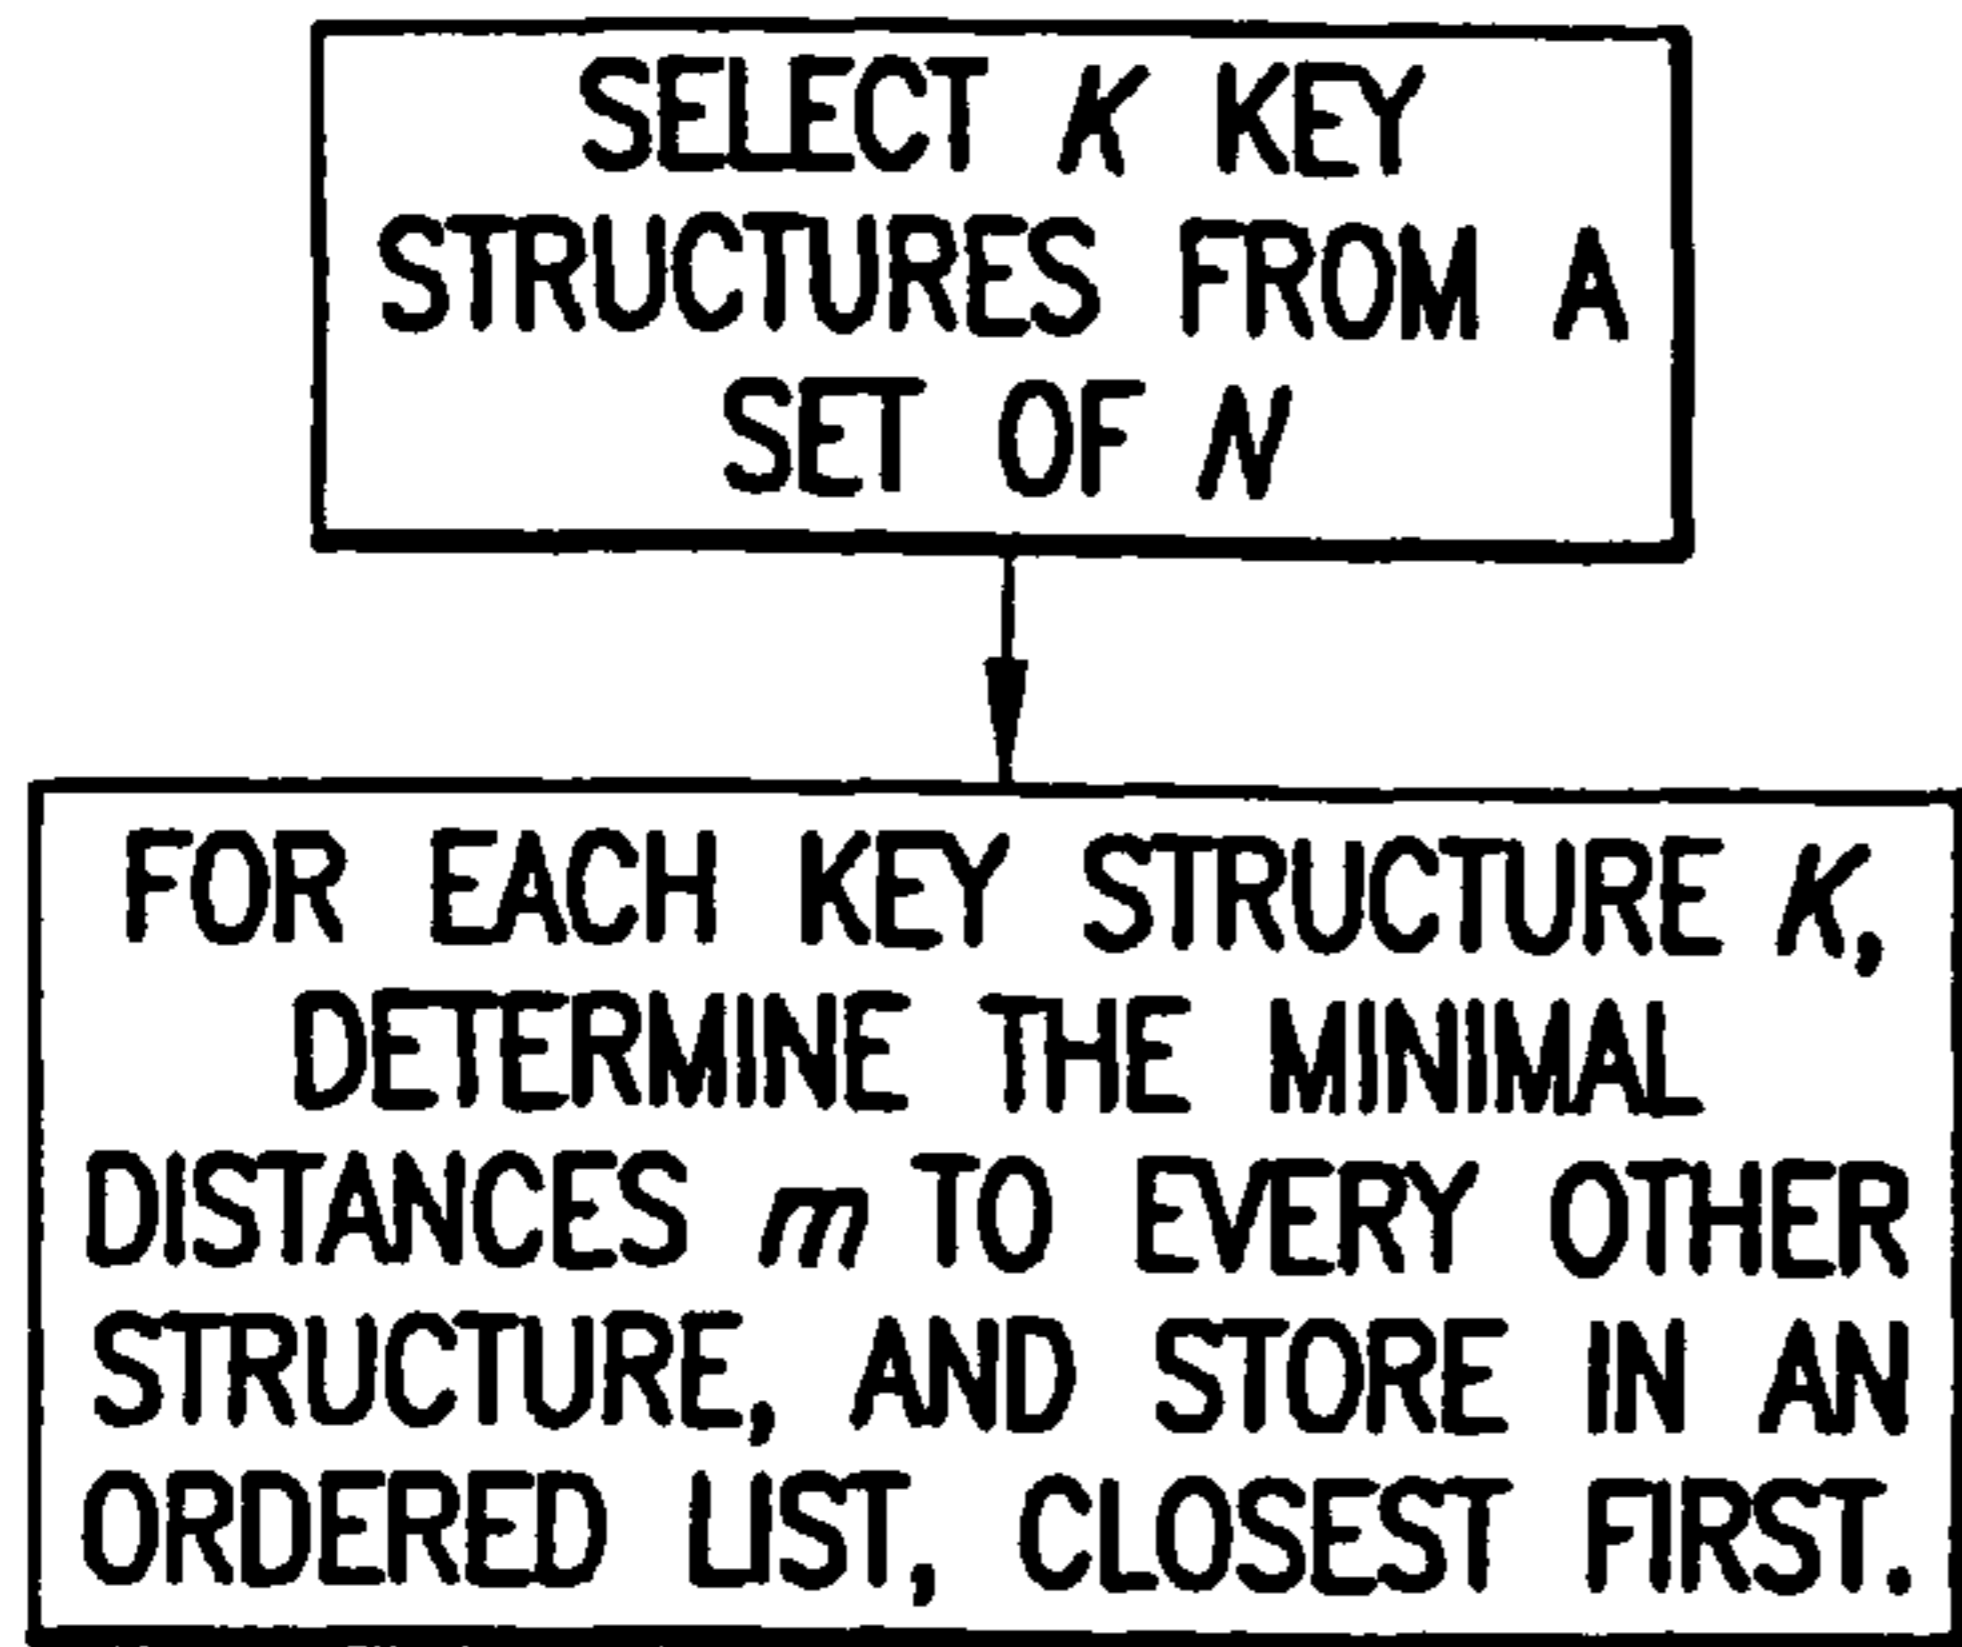 SELECT K KEY
STRUCTURES FROM A
SET OF N
FOR EACH KEY STRUCTURE K,
DETERMINE THE MINIMAL
DISTANCES m TO EVERY OTHER
STRUCTURE, AND STORE IN AN
ORDERED LIST, CLOSEST FIRST.